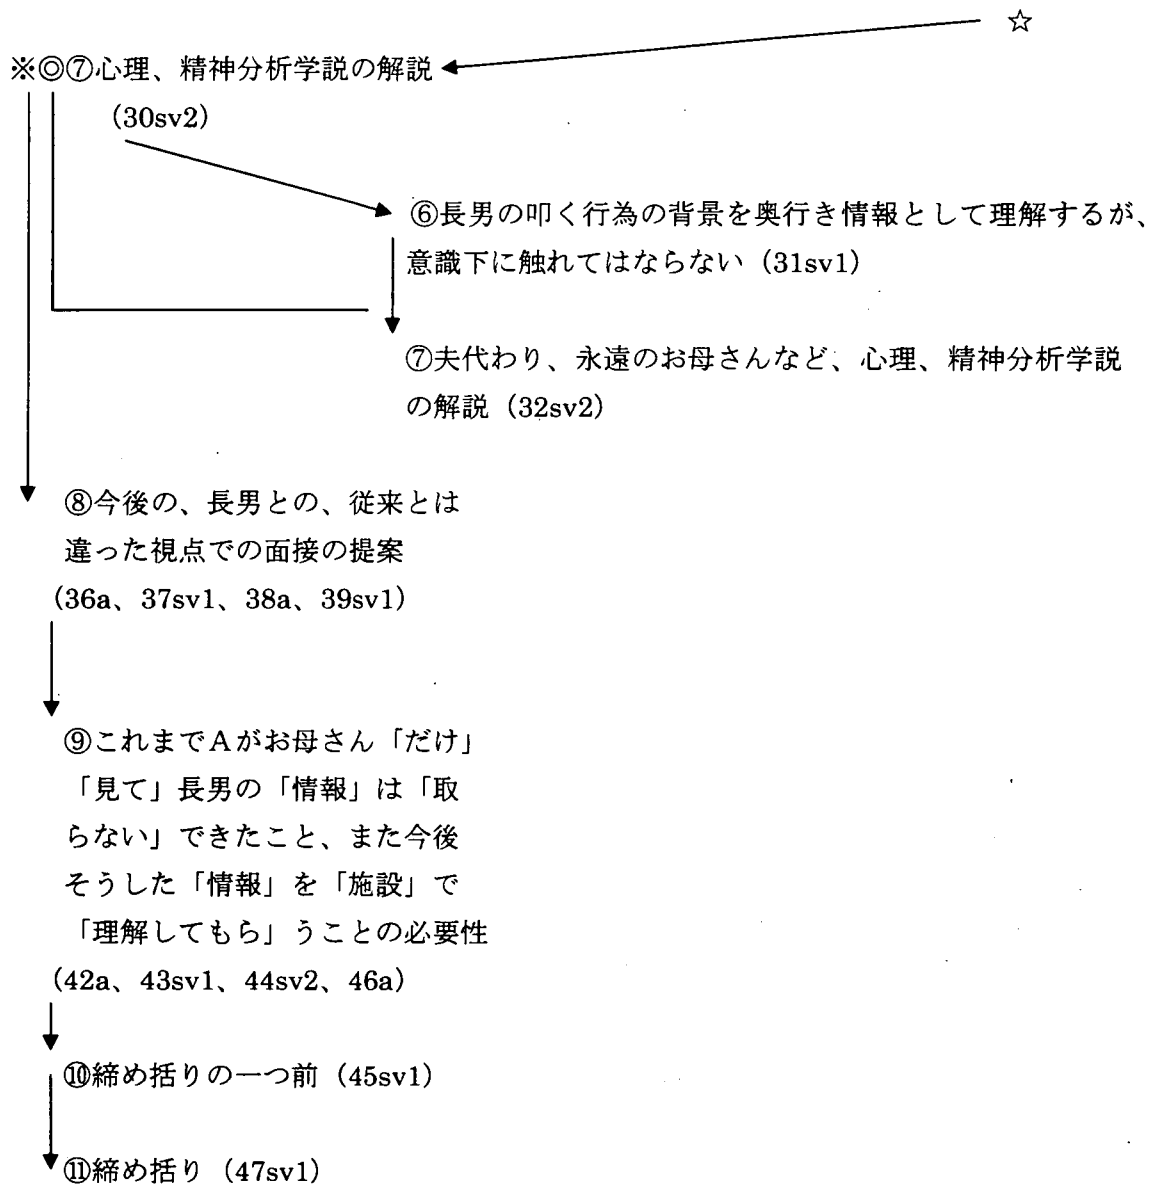 ☆
※◎⑦心理、精神分析学説の解説
(30sv2)
⑥長男の叩く行為の背景を奥行き情報として理解するが、
意識下に触れてはならない（31sv1）
⑦夫代わり、永遠のお母さんなど、心理、精神分析学説
の解説（32sv2）
⑧今後の、長男との、従来とは
違った視点での面接の提案
（36a、37sv1、38a、39sv1）
⑨これまでＡがお母さん「だけ」
「見て」長男の「情報」は「取
らない」できたこと、また今後
そうした「情報」を「施設」で
「理解してもら」うことの必要性
（42a、43sv1、44sv2、46a）
⑩締め括りの一つ前（45sv1）
⑪締め括り（47sv1）